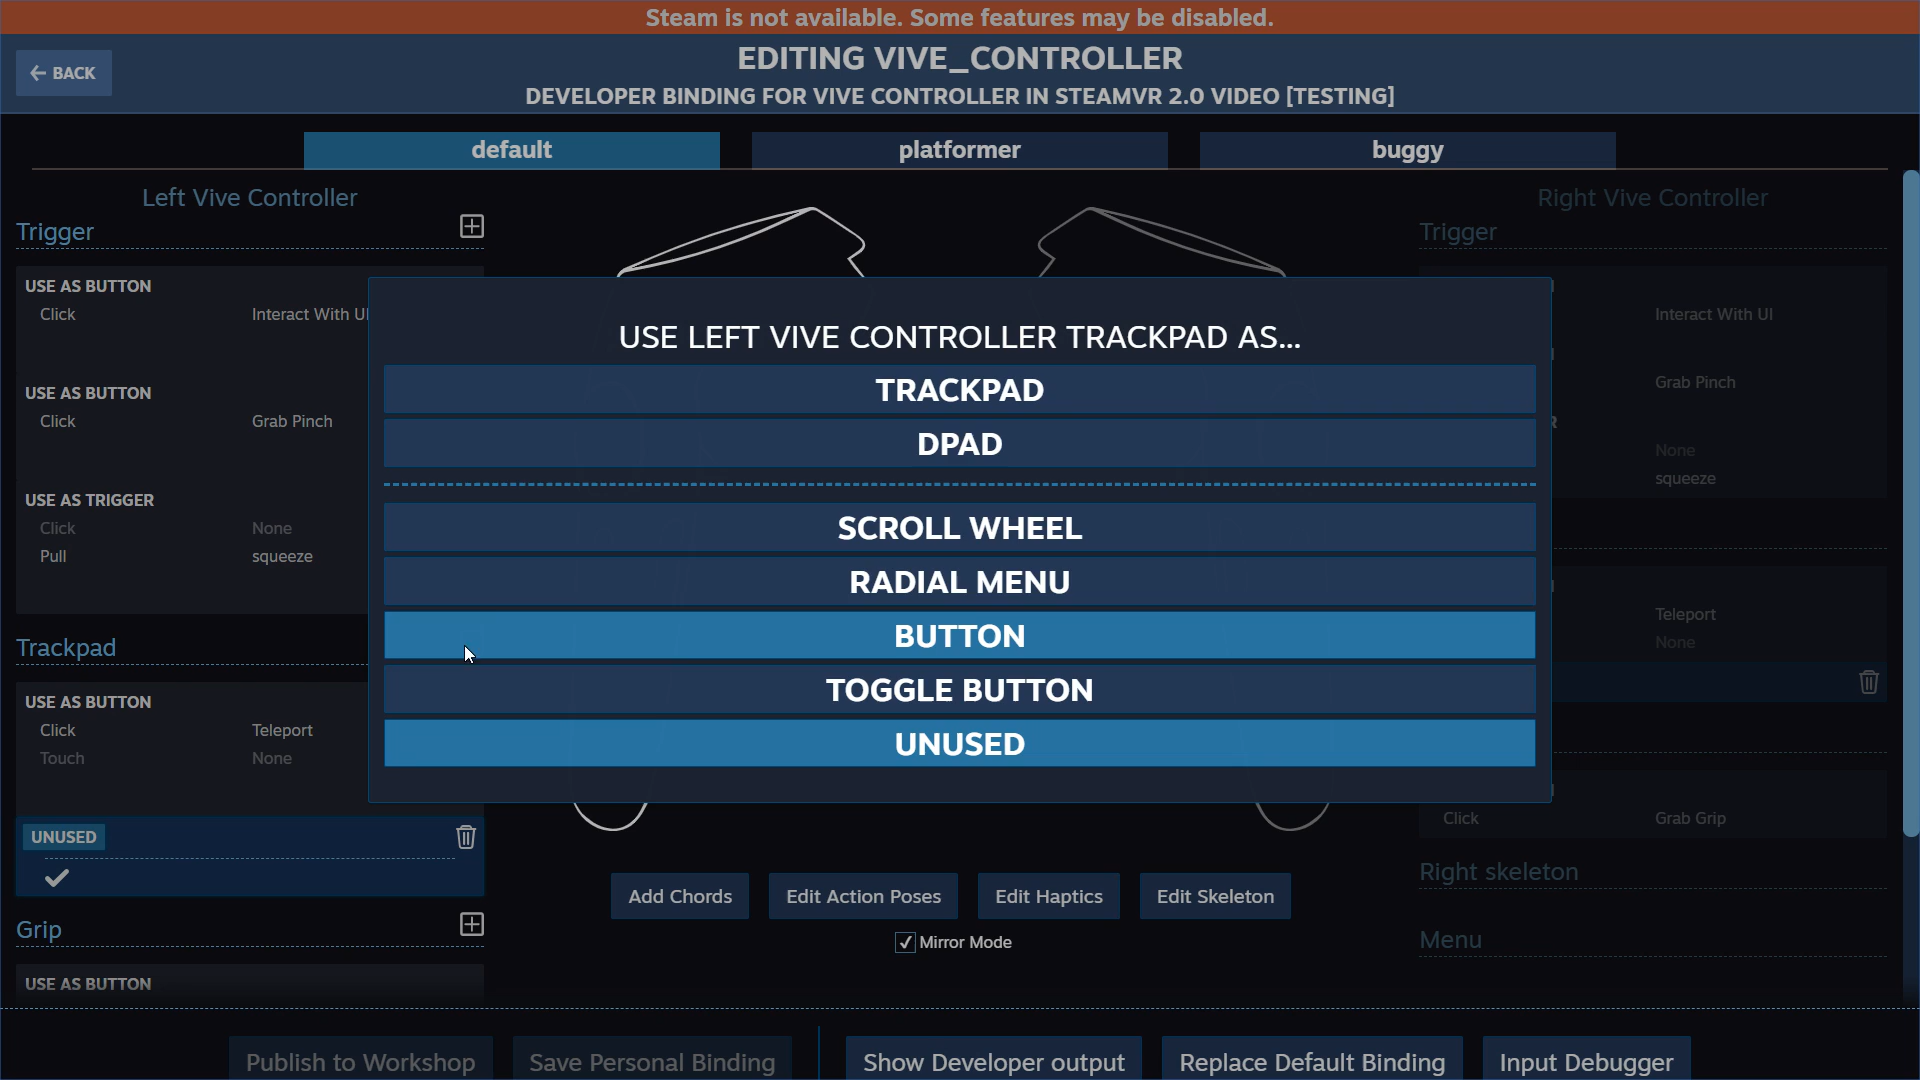 Steam is not available. Some features may be disabled.
BACK
EDITING VIVE_CONTROLLER
DEVELOPER BINDING FOR VIVE CONTROLLER IN STEAMVR 2.0 VIDEO [TESTING]
default
platformer
buggy
Left Vive Controller
Trigger
USE AS BUTTON
Click Interact With UI
USE AS BUTTON
Click Grab Pinch
USE AS TRIGGER
Click None
Pull squeeze
Trackpad
USE AS BUTTON
Click Teleport
Touch None
UNUSED
Grip
USE AS BUTTON
USE LEFT VIVE CONTROLLER TRACKPAD AS...
TRACKPAD
DPAD
SCROLL WHEEL
RADIAL MENU
BUTTON
TOGGLE BUTTON
UNUSED
Add Chords
Edit Action Poses
Edit Haptics
Edit Skeleton
Mirror Mode
Right Vive Controller
Trigger
Interact With UI
Grab Pinch
None
squeeze
Teleport
None
Click Grab Grip
Right skeleton
Menu
Publish to Workshop
Save Personal Binding
Show Developer output
Replace Default Binding
Input Debugger